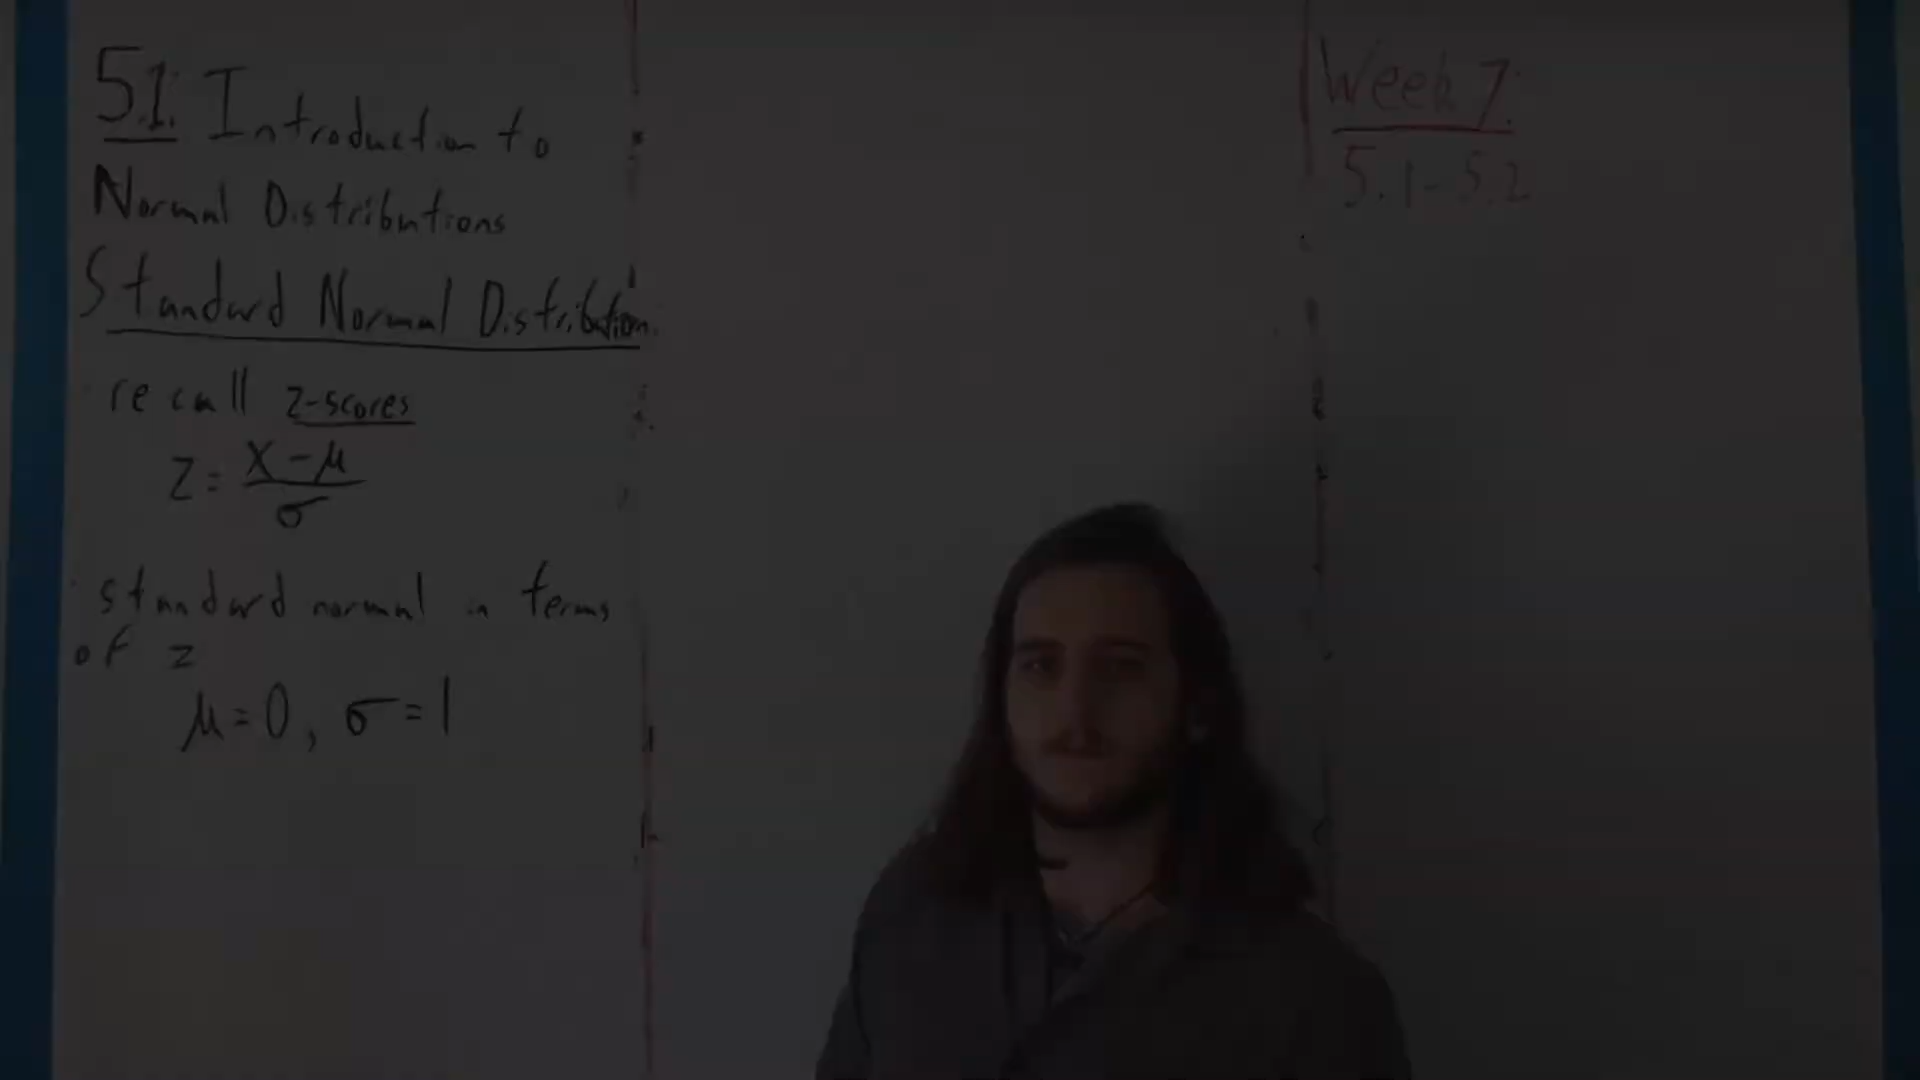 5.1: Introduction to
Normal Distributions
Standard Normal Distribution
recall z-scores
z = (x - μ) / σ
standard normal in terms
of z
μ = 0, σ = 1
Week 7:
5.1 - 5.2